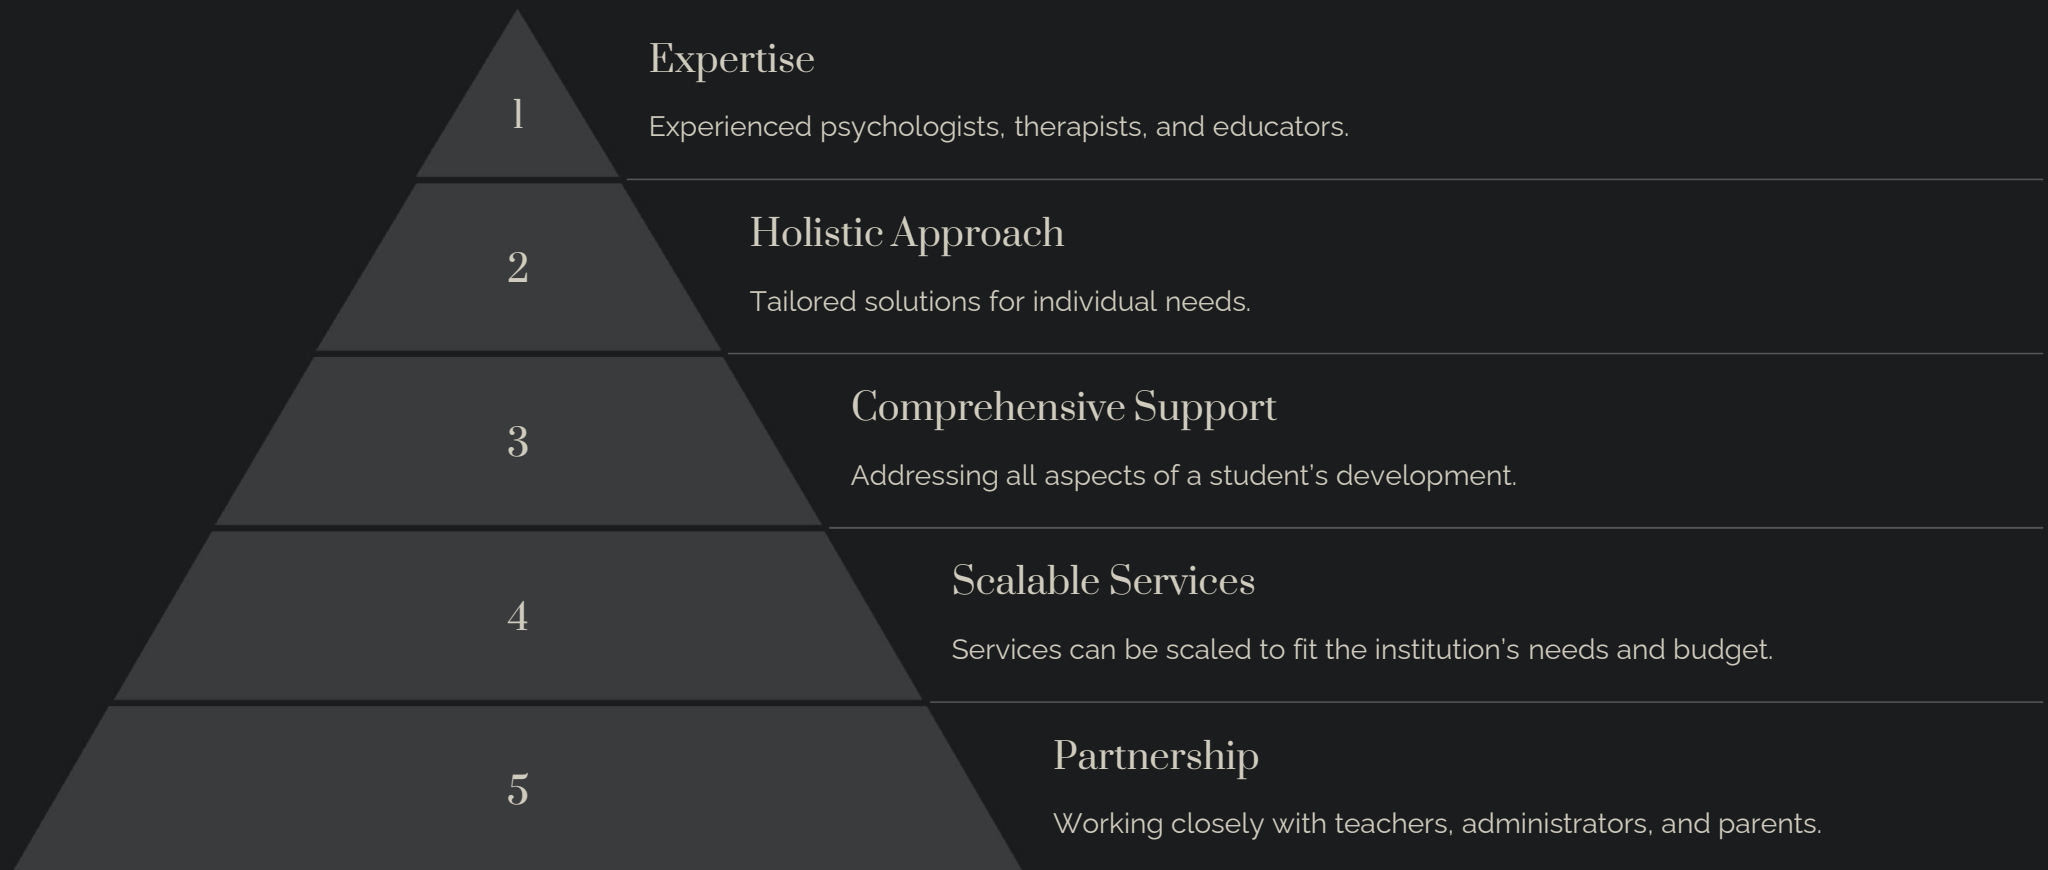 1
Expertise
Experienced psychologists, therapists, and educators.
2
Holistic Approach
Tailored solutions for individual needs.
3
Comprehensive Support
Addressing all aspects of a student’s development.
4
Scalable Services
Services can be scaled to fit the institution’s needs and budget.
5
Partnership
Working closely with teachers, administrators, and parents.